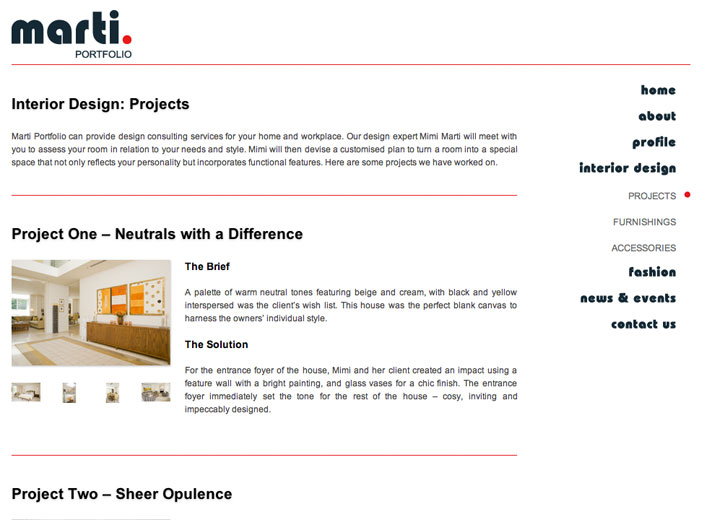 marti.
PORTFOLIO
Interior Design: Projects
Marti Portfolio can provide design consulting services for your home and workplace. Our design expert Mimi Marti will meet with
you to assess your room in relation to your needs and style. Mimi will then devise a customised plan to turn a room into a special
space that not only reflects your personality but incorporates functional features. Here are some projects we have worked on.
Project One – Neutrals with a Difference
The Brief
A palette of warm neutral tones featuring beige and cream, with black and yellow
interspersed was the client's wish list. This house was the perfect blank canvas to
harness the owners' individual style.
The Solution
For the entrance foyer of the house, Mimi and her client created an impact using a
feature wall with a bright painting, and glass vases for a chic finish. The entrance
foyer immediately set the tone for the rest of the house – cosy, inviting and
impeccably designed.
Project Two – Sheer Opulence
home
about
profile
interior design
PROJECTS
FURNISHINGS
ACCESSORIES
fashion
news & events
contact us